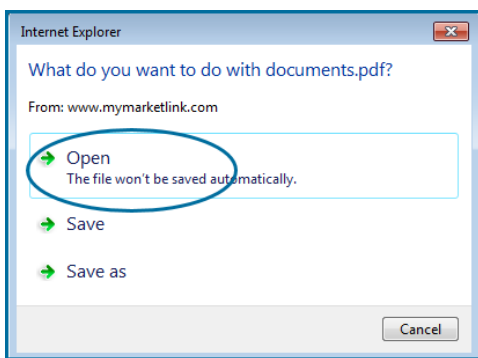 Internet Explorer
What do you want to do with documents.pdf?
From: www.mymarketlink.com
Open
The file won't be saved automatically.
Save
Save as
Cancel